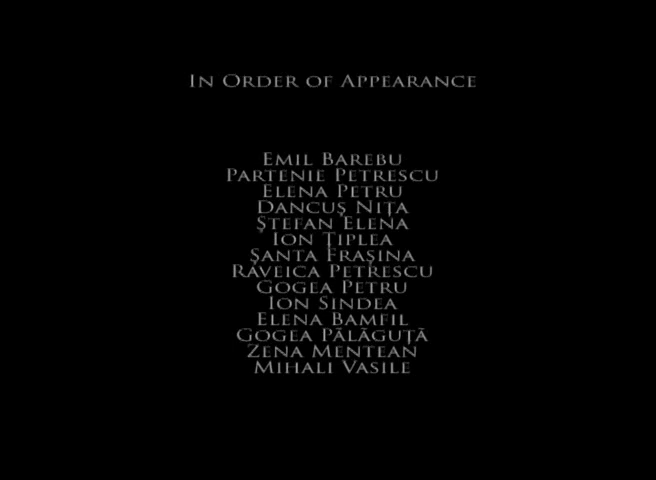 In Order of Appearance
Emil Barebu
Partenie Petrescu
Elena Petru
Dancuş Niţa
Ştefan Elena
Ion Ţiplea
Şanta Fraşina
Raveica Petrescu
Gogea Petru
Ion Sindea
Elena Bamfil
Gogea Pălăguţă
Zena Mentean
Mihali Vasile